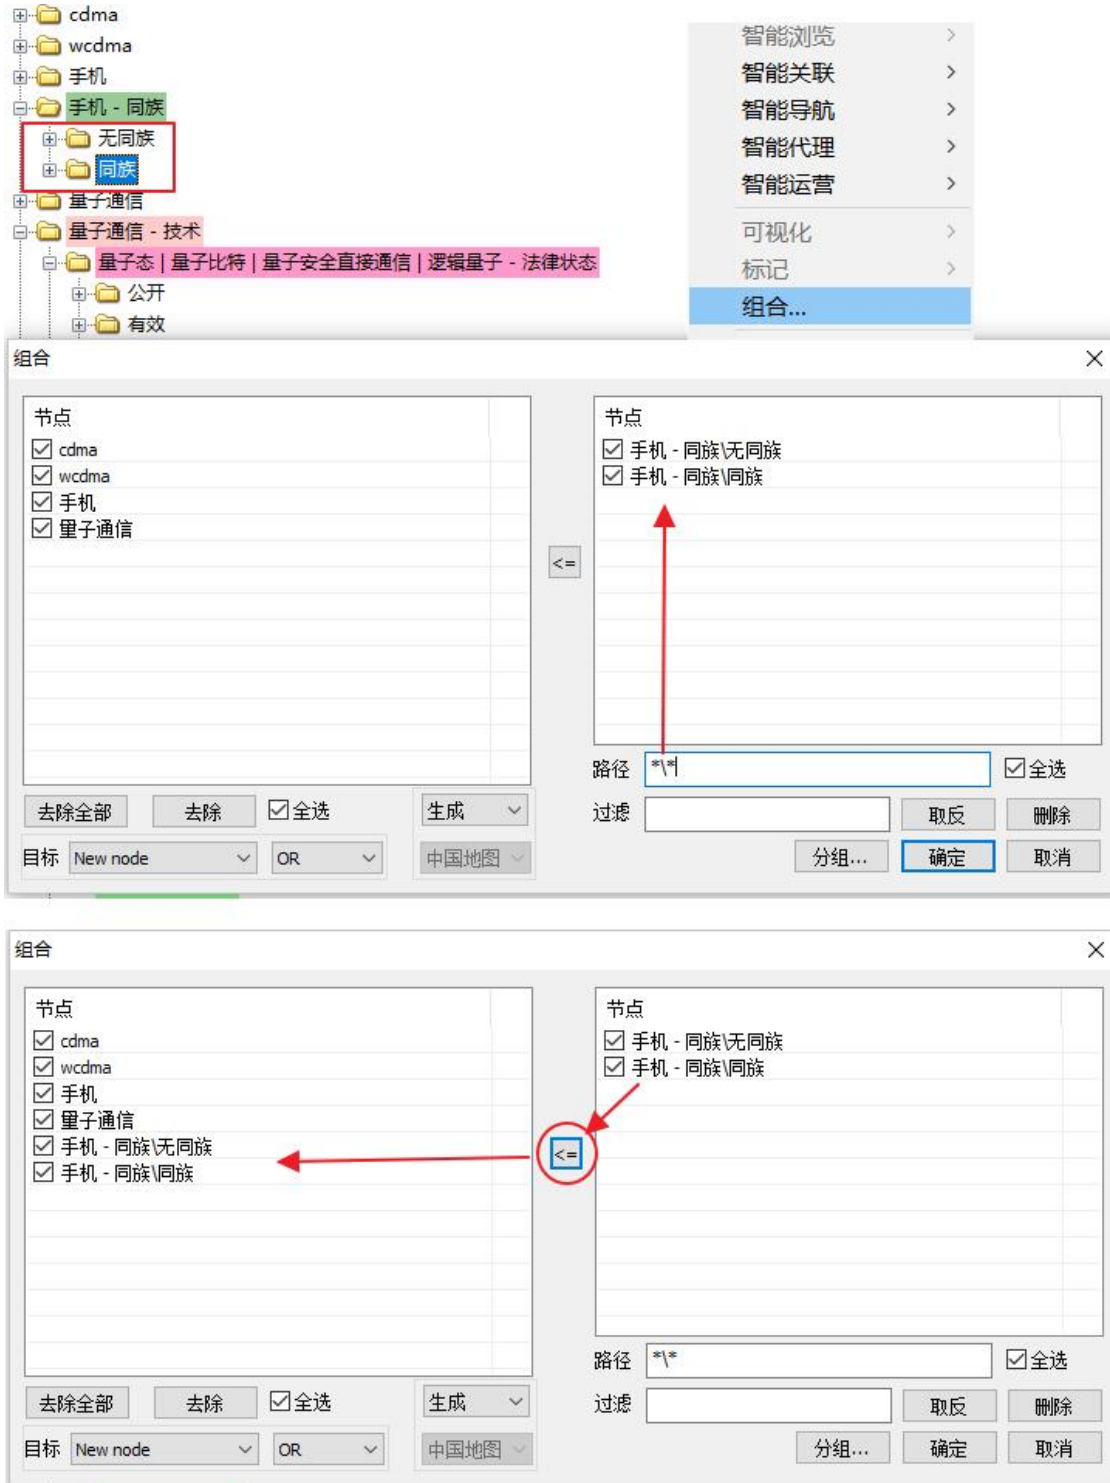 cdma
wcdma
手机
手机 - 同族
无同族
同族
量子通信
量子通信 - 技术
量子态 | 量子比特 | 量子安全直接通信 | 逻辑量子 - 法律状态
公开
有效
智能浏览 >
智能关联 >
智能导航 >
智能代理 >
智能运营 >
可视化 >
标记 >
组合...
组合
节点
cdma
wcdma
手机
量子通信
<=
节点
手机 - 同族\无同族
手机 - 同族\同族
路径 *\* 全选
去除全部 去除 全选 生成
过滤 取反 删除
目标 New node OR 中国地图
分组... 确定 取消
组合
节点
cdma
wcdma
手机
量子通信
手机 - 同族\无同族
手机 - 同族\同族
<=
节点
手机 - 同族\无同族
手机 - 同族\同族
路径 *\* 全选
去除全部 去除 全选 生成
过滤 取反 删除
目标 New node OR 中国地图
分组... 确定 取消